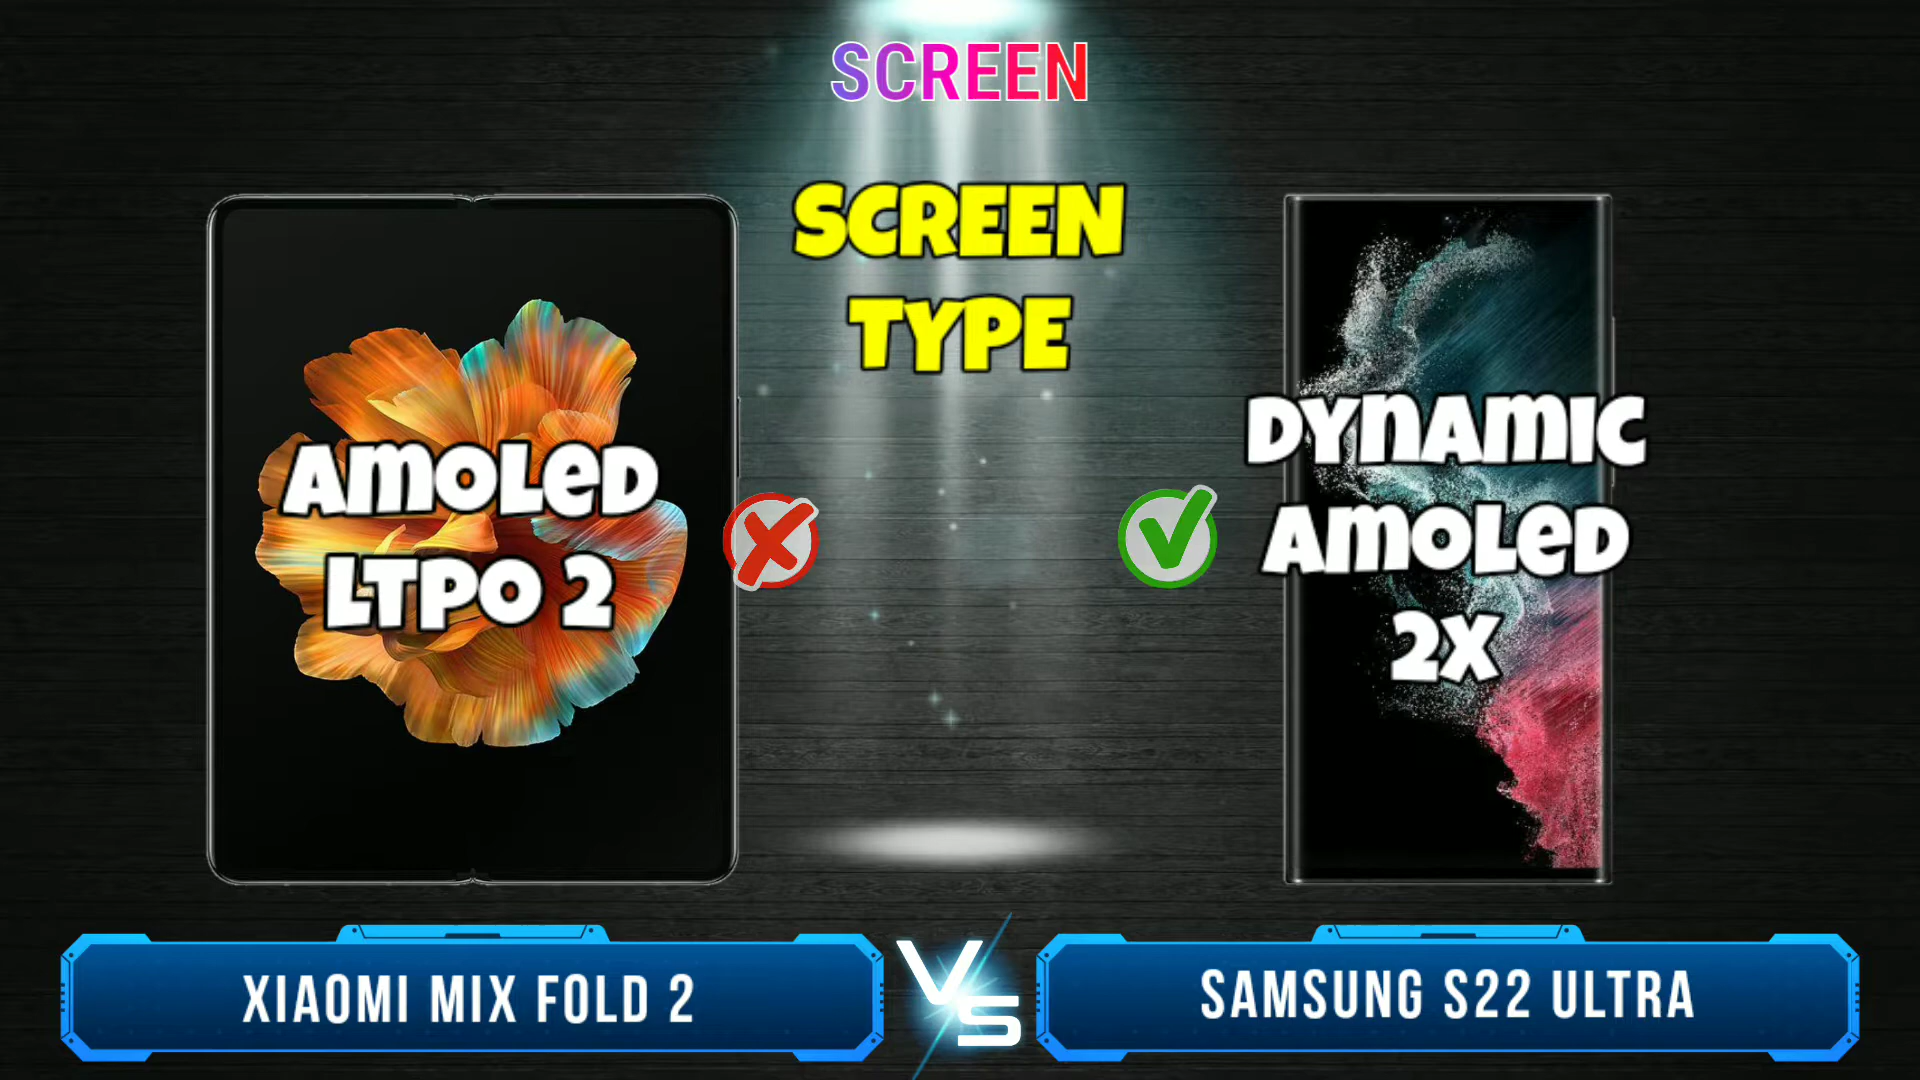 SCREEN
SCREEN
TYPE
AMOLED
LTPO 2
DYNAMIC
AMOLED
2X
XIAOMI MIX FOLD 2
VS
SAMSUNG S22 ULTRA